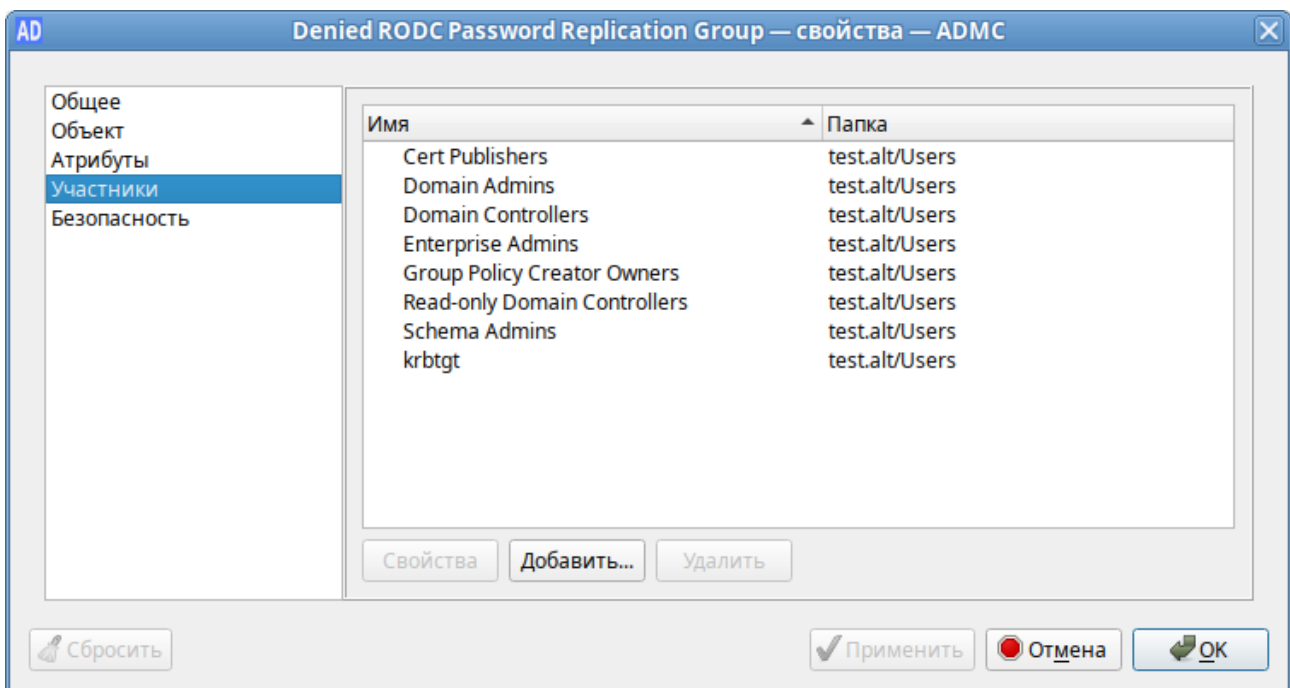 AD Denied RODC Password Replication Group — свойства — ADMC
Общее
Объект
Атрибуты
Участники
Безопасность
Имя Папка
Cert Publishers test.alt/Users
Domain Admins test.alt/Users
Domain Controllers test.alt/Users
Enterprise Admins test.alt/Users
Group Policy Creator Owners test.alt/Users
Read-only Domain Controllers test.alt/Users
Schema Admins test.alt/Users
krbtgt test.alt/Users
Свойства Добавить... Удалить
Сбросить Применить Отмена OK